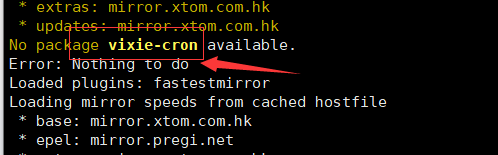 * extras: mirror.xtom.com.hk
* updates: mirror.xtom.com.hk
No package vixie-cron available.
Error: Nothing to do
Loaded plugins: fastestmirror
Loading mirror speeds from cached hostfile
* base: mirror.xtom.com.hk
* epel: mirror.pregi.net